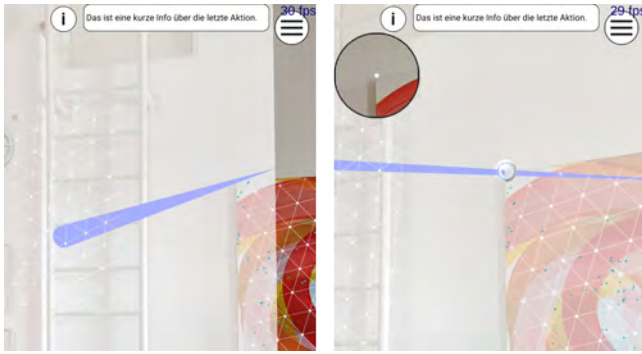 i
Das ist eine kurze Info über die letzte Aktion.
30 fps
i
Das ist eine kurze Info über die letzte Aktion.
29 fps